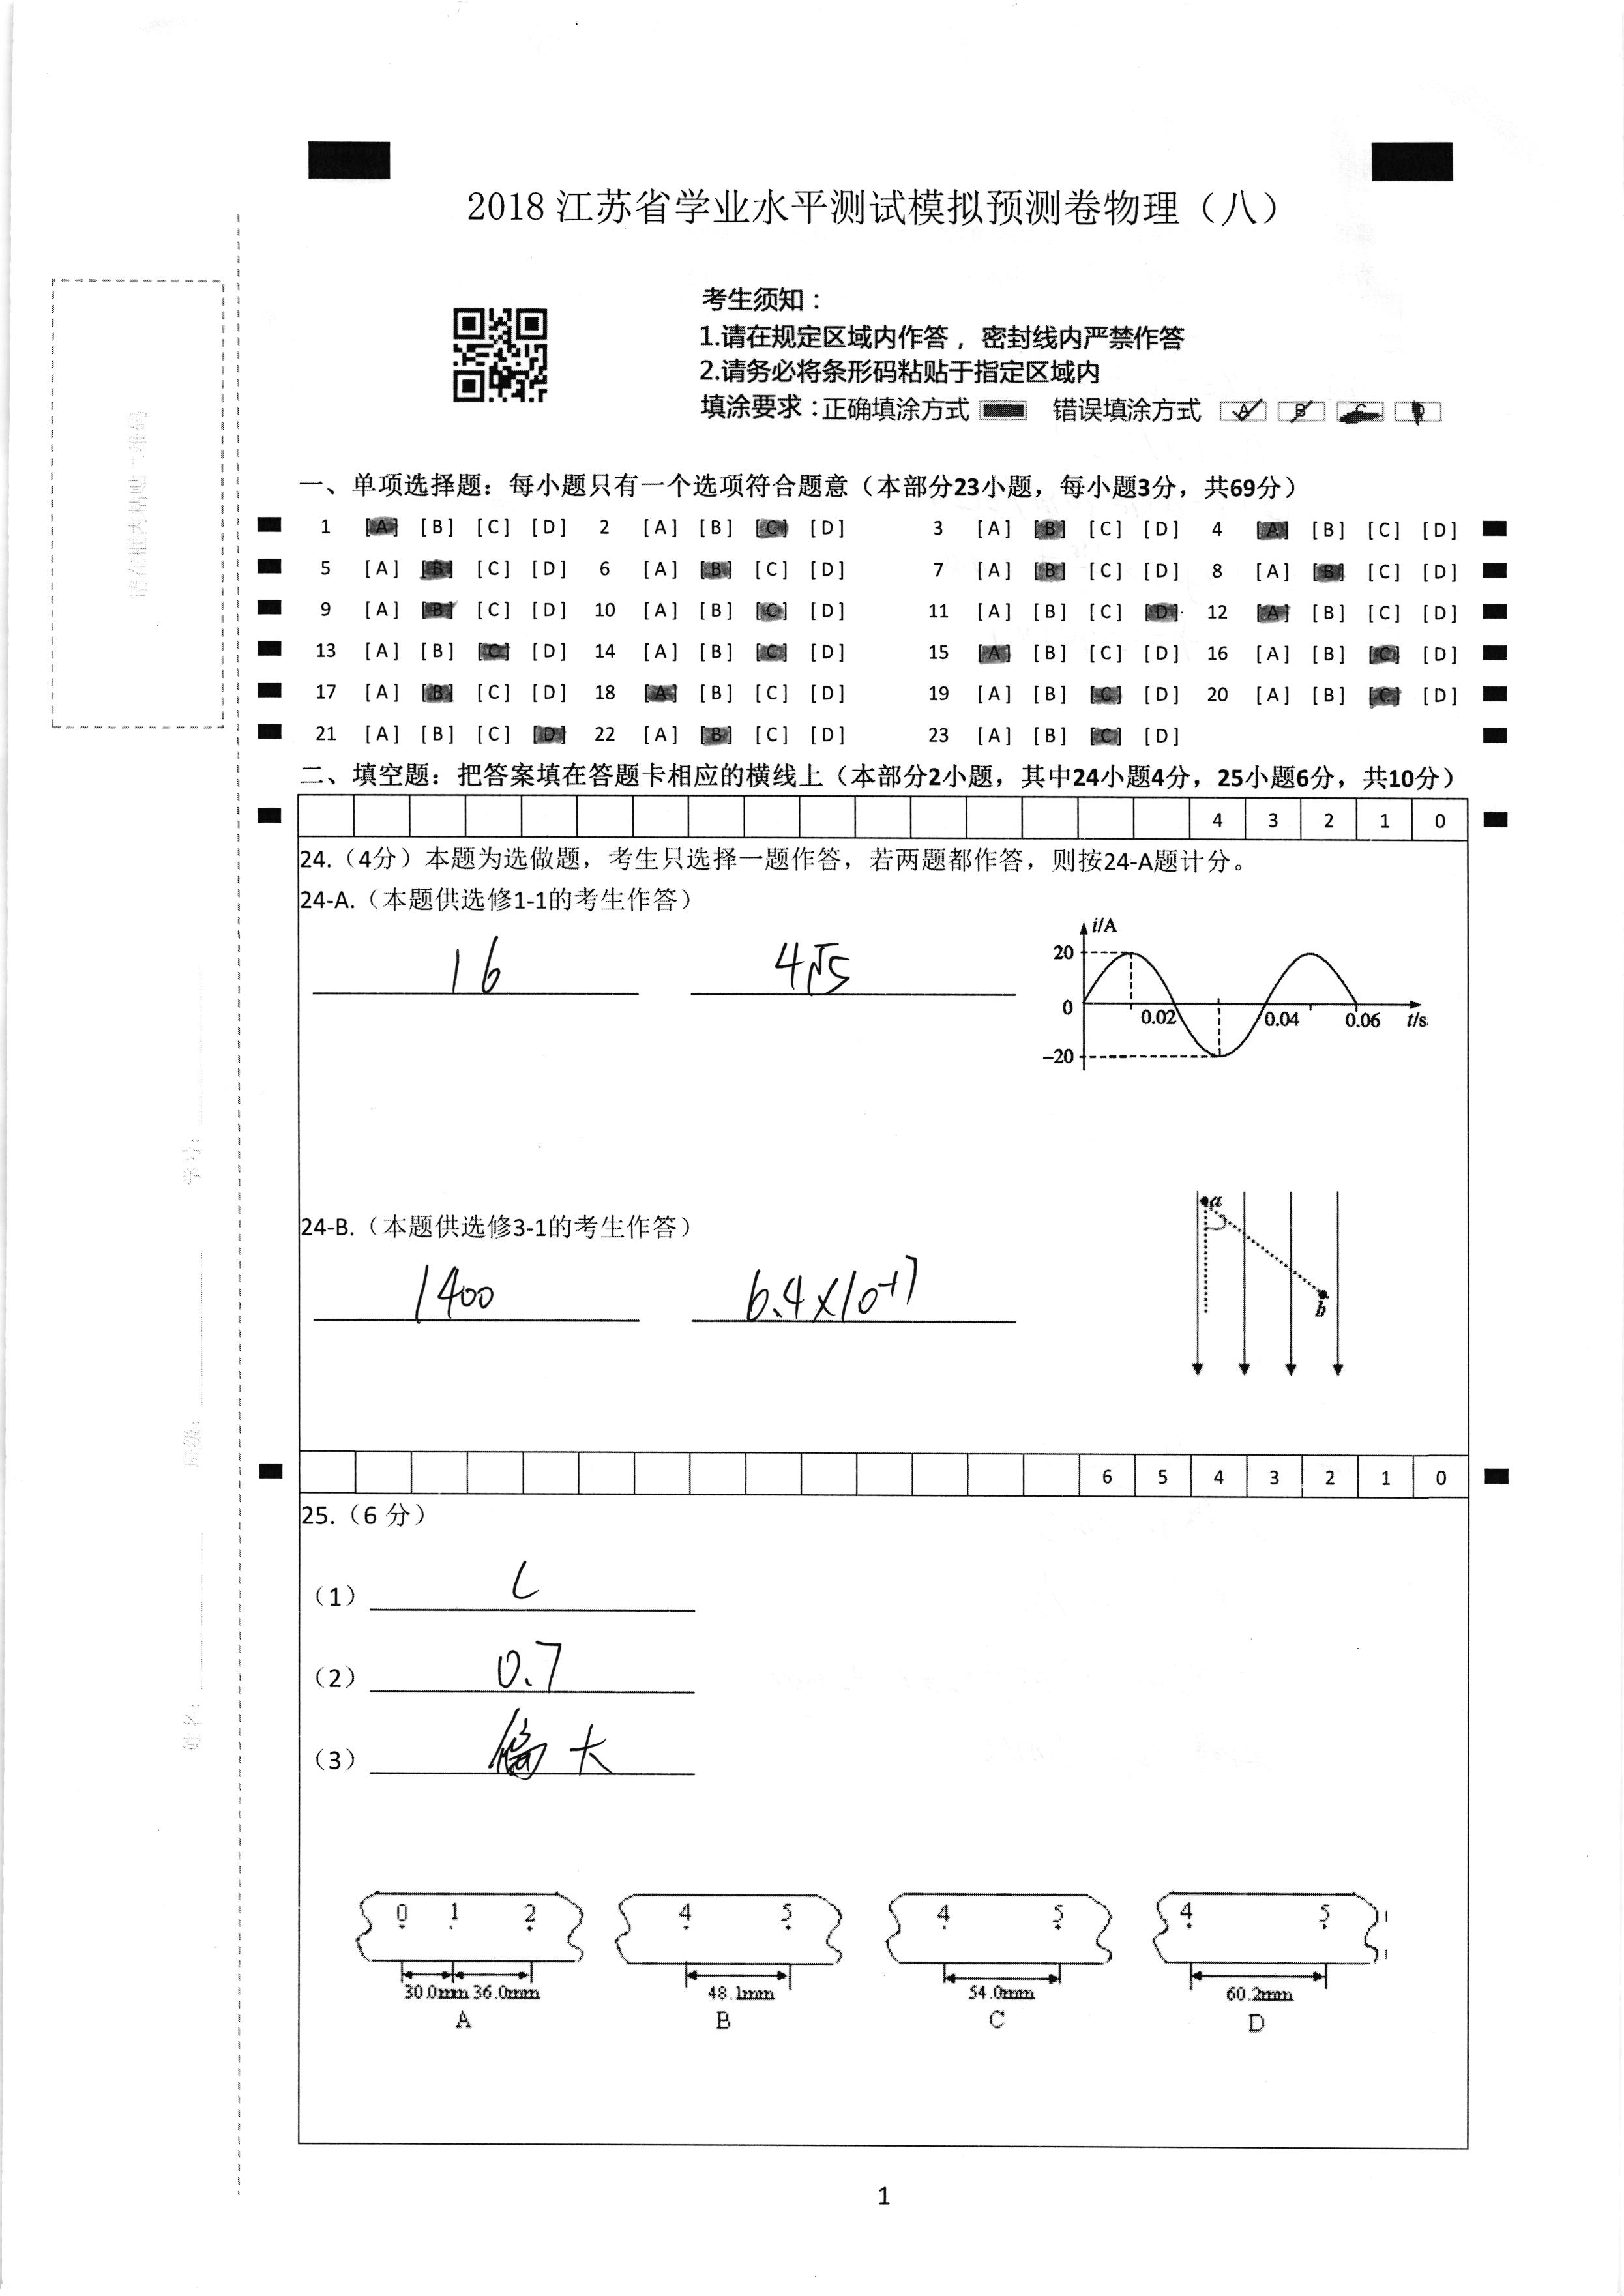 2018 江苏省学业水平测试模拟预测卷物理（八）
考生须知：
1.请在规定区域内作答，密封线内严禁作答
2.请务必将条形码粘贴于指定区域内
填涂要求：正确填涂方式 错误填涂方式 A B C D
请在框内粘贴二维码
学号：
班级：
姓名：
一、单项选择题：每小题只有一个选项符合题意（本部分23小题，每小题3分，共69分）
1 [A] [B] [C] [D] 2 [A] [B] [C] [D] 3 [A] [B] [C] [D] 4 [A] [B] [C] [D]
5 [A] [B] [C] [D] 6 [A] [B] [C] [D] 7 [A] [B] [C] [D] 8 [A] [B] [C] [D]
9 [A] [B] [C] [D] 10 [A] [B] [C] [D] 11 [A] [B] [C] [D] 12 [A] [B] [C] [D]
13 [A] [B] [C] [D] 14 [A] [B] [C] [D] 15 [A] [B] [C] [D] 16 [A] [B] [C] [D]
17 [A] [B] [C] [D] 18 [A] [B] [C] [D] 19 [A] [B] [C] [D] 20 [A] [B] [C] [D]
21 [A] [B] [C] [D] 22 [A] [B] [C] [D] 23 [A] [B] [C] [D]
二、填空题：把答案填在答题卡相应的横线上（本部分2小题，其中24小题4分，25小题6分，共10分）
4 3 2 1 0
24.（4分）本题为选做题，考生只选择一题作答，若两题都作答，则按24-A题计分。
24-A.（本题供选修1-1的考生作答）
16 4√5
i/A
20
0 0.02 0.04 0.06 t/s
-20
24-B.（本题供选修3-1的考生作答）
1400 6.4×10⁻¹⁷
a
b
6 5 4 3 2 1 0
25.（6 分）
（1） C
（2） 0.7
（3） 偏大
0 1 2 4 5 4 5 4 5
30.0mm 36.0mm 48.1mm 54.0mm 60.2mm
A B C D
1